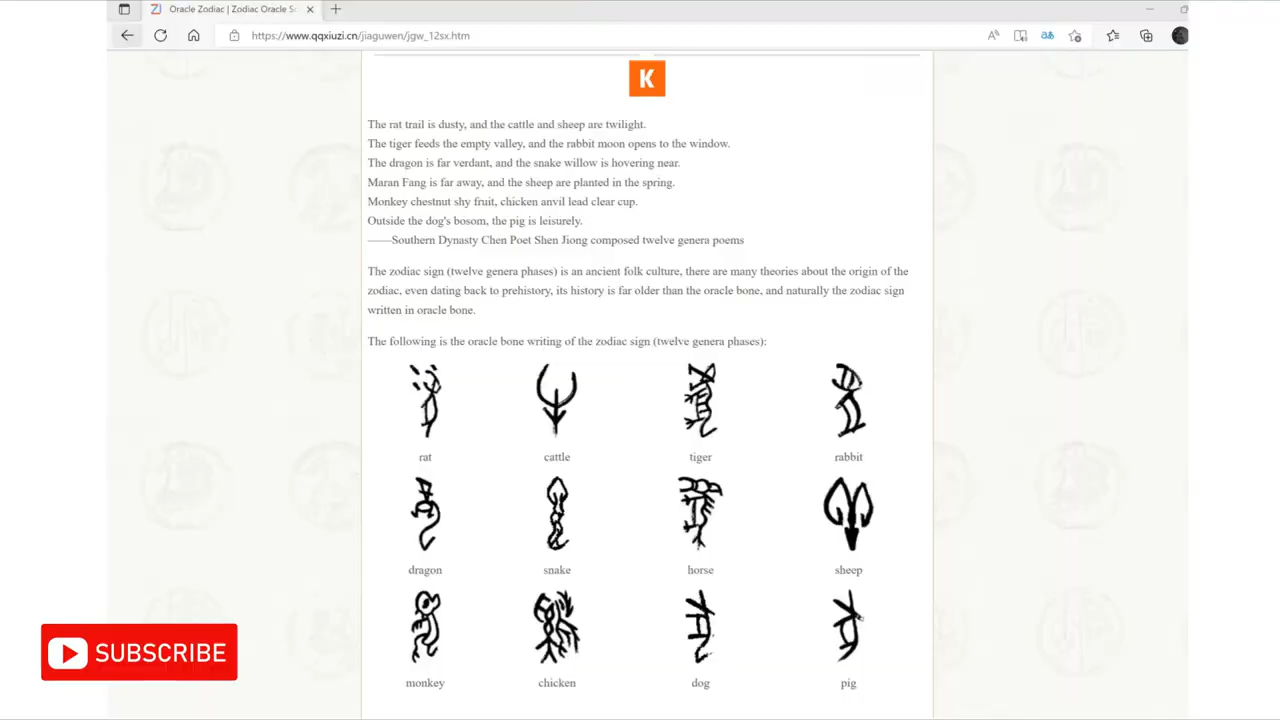 Oracle Zodiac | Zodiac Oracle Sc
https://www.qqxiuzi.cn/jiaguwen/jgw_12sx.htm
K
The rat trail is dusty, and the cattle and sheep are twilight.
The tiger feeds the empty valley, and the rabbit moon opens to the window.
The dragon is far verdant, and the snake willow is hovering near.
Maran Fang is far away, and the sheep are planted in the spring.
Monkey chestnut shy fruit, chicken anvil lead clear cup.
Outside the dog's bosom, the pig is leisurely.
——Southern Dynasty Chen Poet Shen Jiong composed twelve genera poems
The zodiac sign (twelve genera phases) is an ancient folk culture, there are many theories about the origin of the
zodiac, even dating back to prehistory, its history is far older than the oracle bone, and naturally the zodiac sign
written in oracle bone.
The following is the oracle bone writing of the zodiac sign (twelve genera phases):
rat cattle tiger rabbit
dragon snake horse sheep
monkey chicken dog pig
SUBSCRIBE